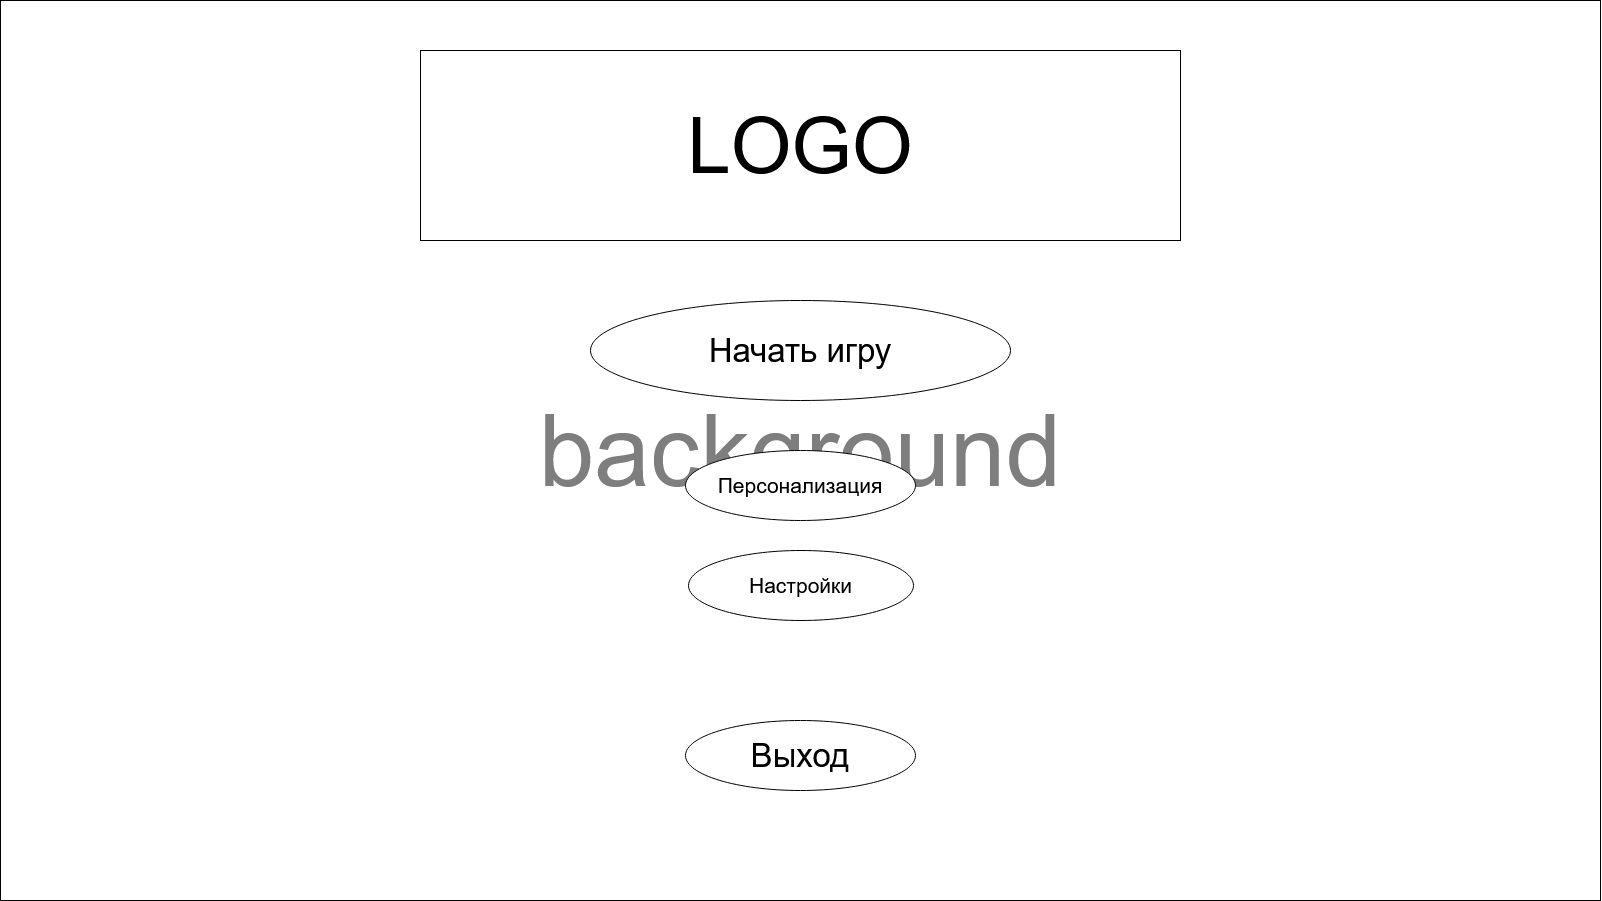 LOGO
Начать игру
background
Персонализация
Настройки
Выход